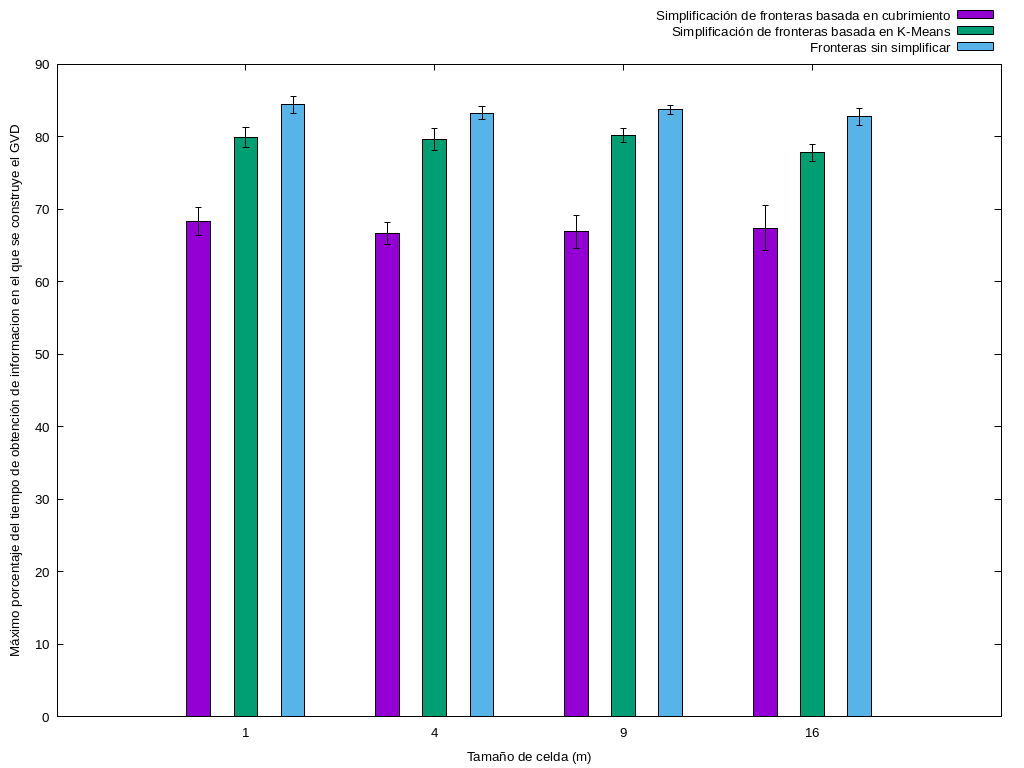 Simplificación de fronteras basada en cubrimiento
Simplificación de fronteras basada en K-Means
Fronteras sin simplificar
Máximo porcentaje del tiempo de obtención de informacion en el que se construye el GVD
90
80
70
60
50
40
30
20
10
0
1 4 9 16
Tamaño de celda (m)